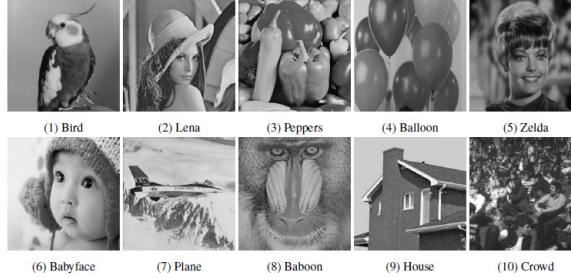 (1) Bird
(2) Lena
(3) Peppers
(4) Balloon
(5) Zelda
(6) Babyface
(7) Plane
(8) Baboon
(9) House
(10) Crowd